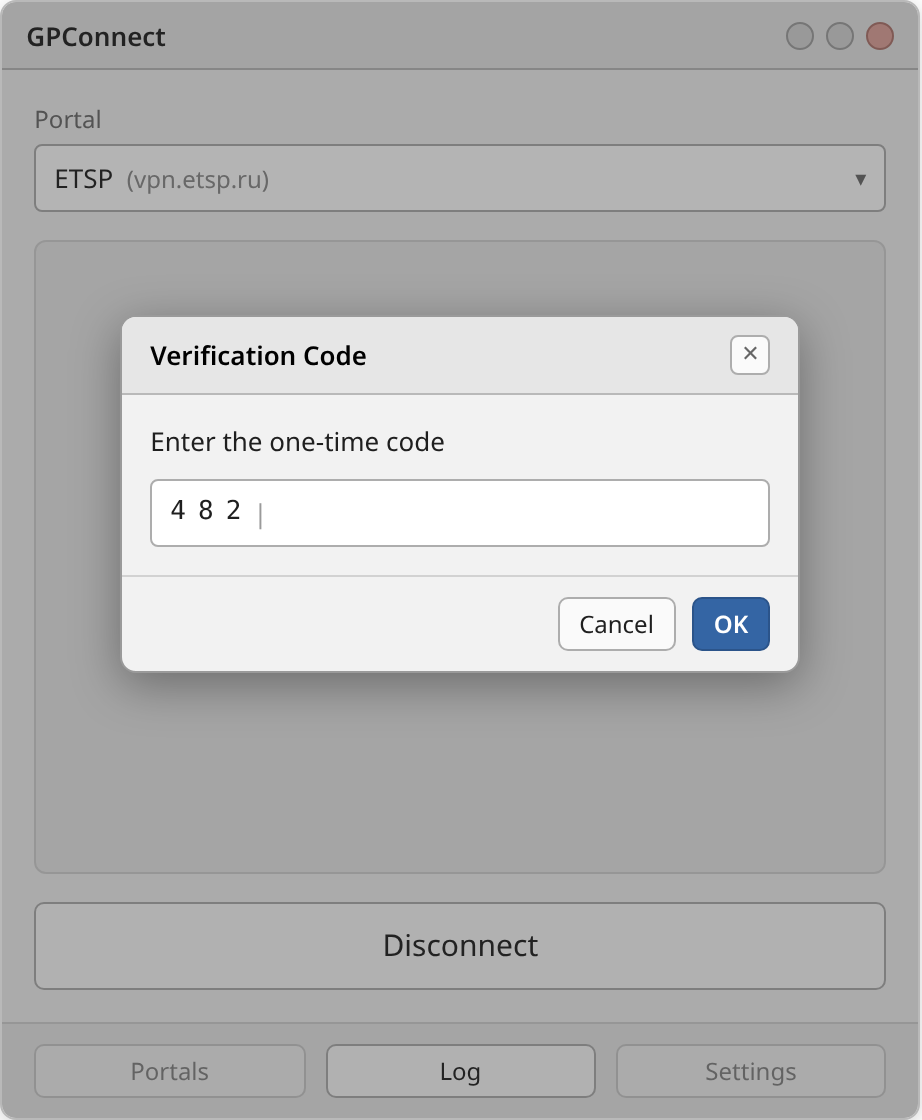 GPConnect
Portal
ETSP (vpn.etsp.ru)
Verification Code
Enter the one-time code
4 8 2
Cancel OK
Disconnect
Portals Log Settings